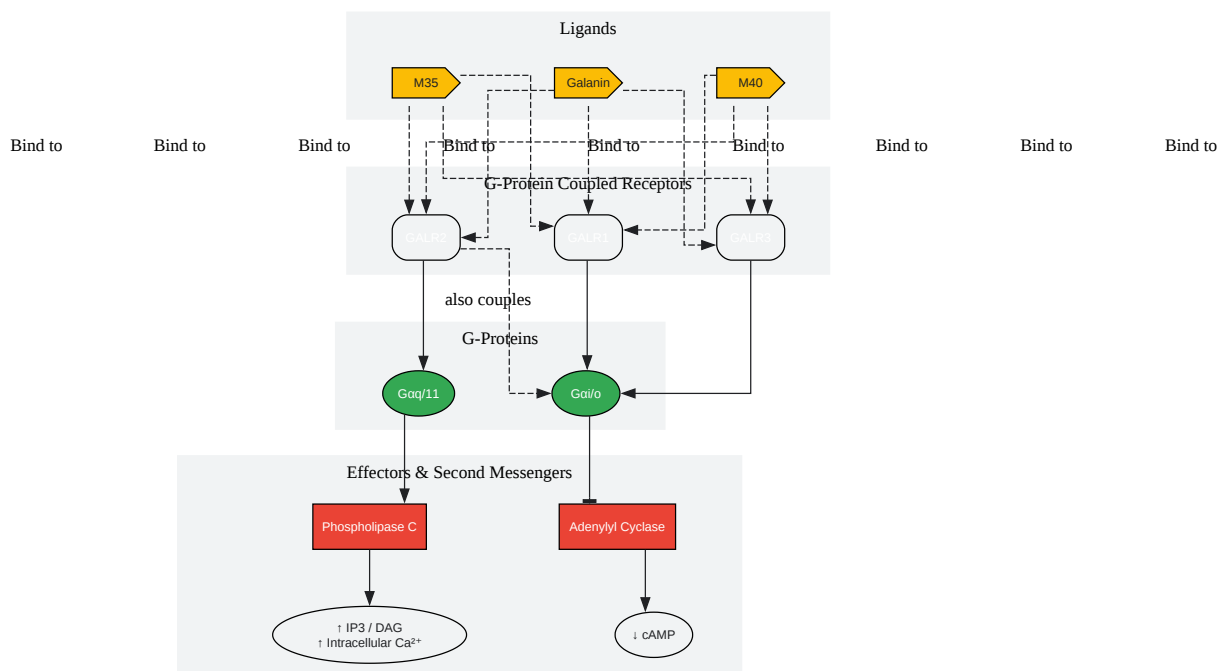 Ligands
M35
Galanin
M40
Bind to
Bind to
Bind to
Bind to
Bind to
Bind to
Bind to
Bind to
Bind to
G-Protein Coupled Receptors
GALR2
GALR1
GALR3
also couples
G-Proteins
Gαq/11
Gαi/o
Effectors & Second Messengers
Phospholipase C
Adenylyl Cyclase
↑ IP3 / DAG
↑ Intracellular Ca²⁺
↓ cAMP